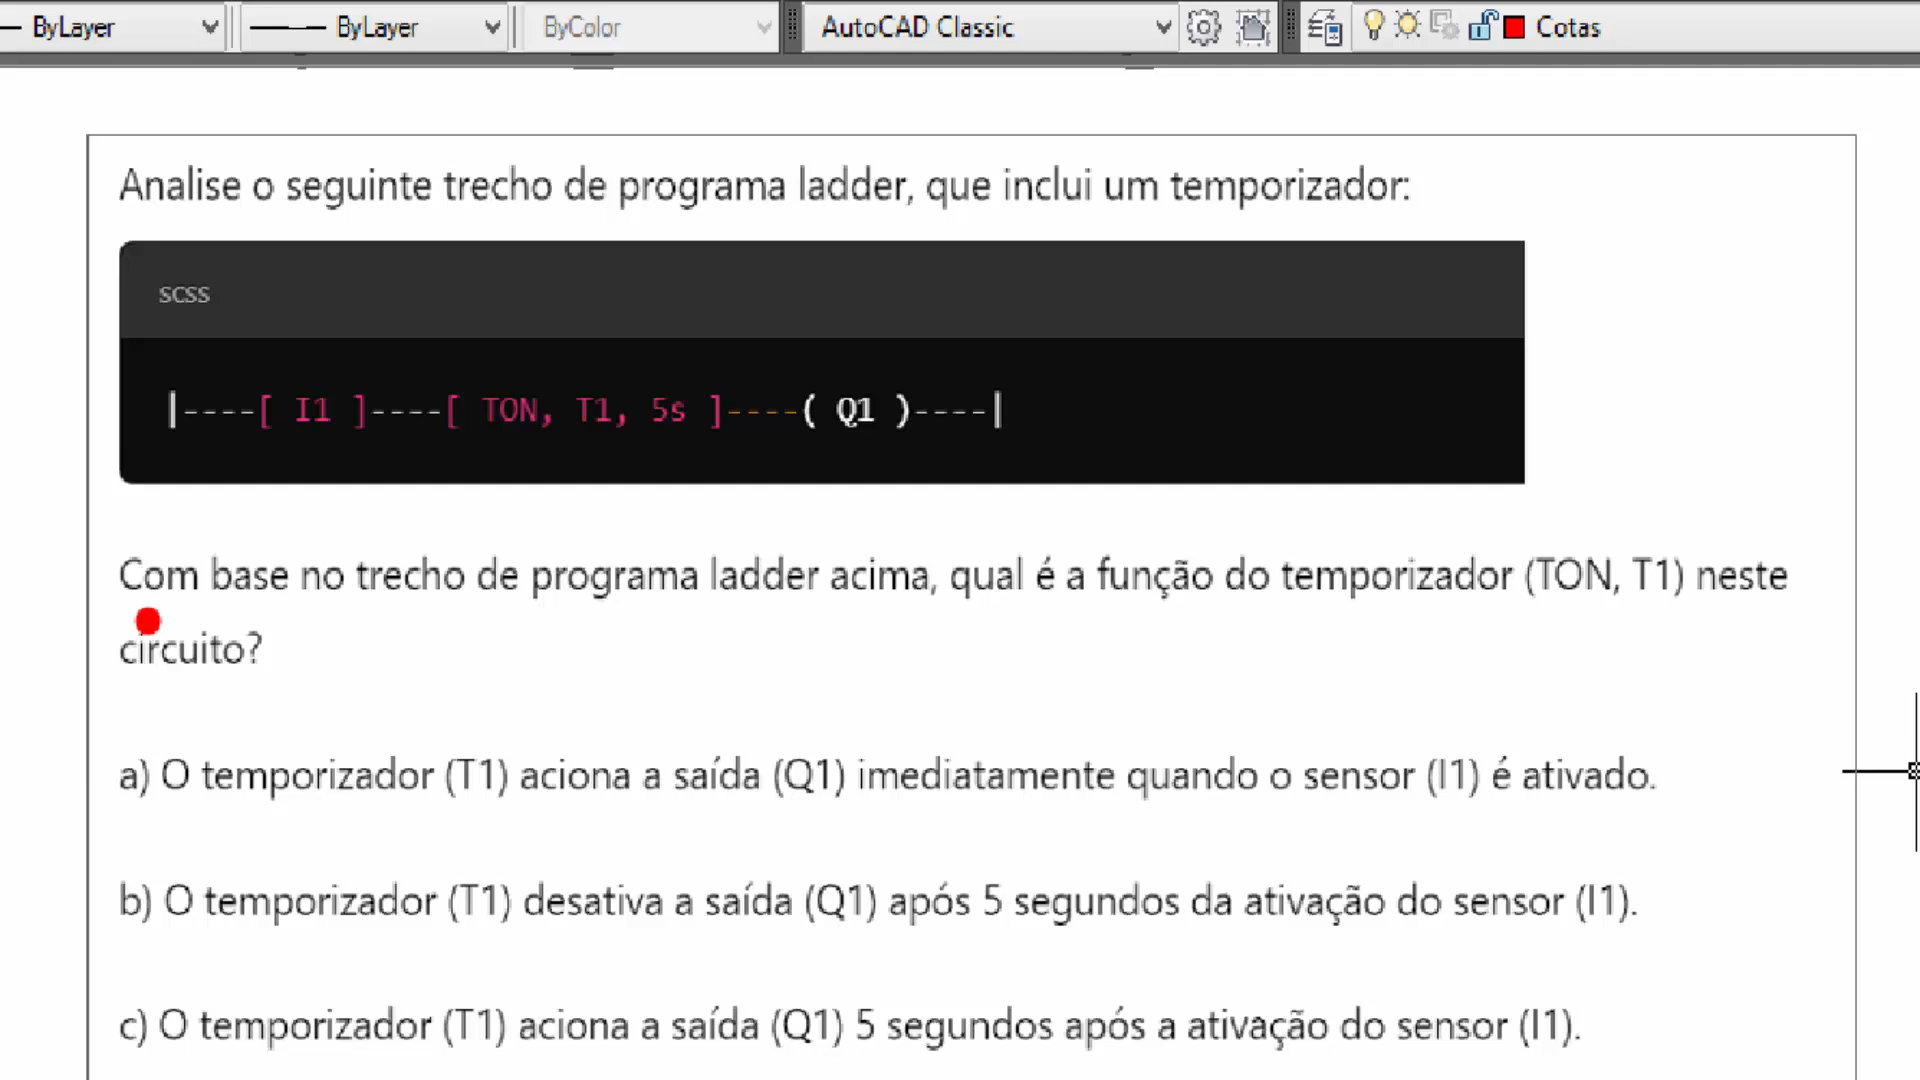 ByLayer ByLayer ByColor AutoCAD Classic Cotas
Analise o seguinte trecho de programa ladder, que inclui um temporizador:
scss
|----[ I1 ]----[ TON, T1, 5s ]----( Q1 )----|
Com base no trecho de programa ladder acima, qual é a função do temporizador (TON, T1) neste
circuito?
a) O temporizador (T1) aciona a saída (Q1) imediatamente quando o sensor (I1) é ativado.
b) O temporizador (T1) desativa a saída (Q1) após 5 segundos da ativação do sensor (I1).
c) O temporizador (T1) aciona a saída (Q1) 5 segundos após a ativação do sensor (I1).